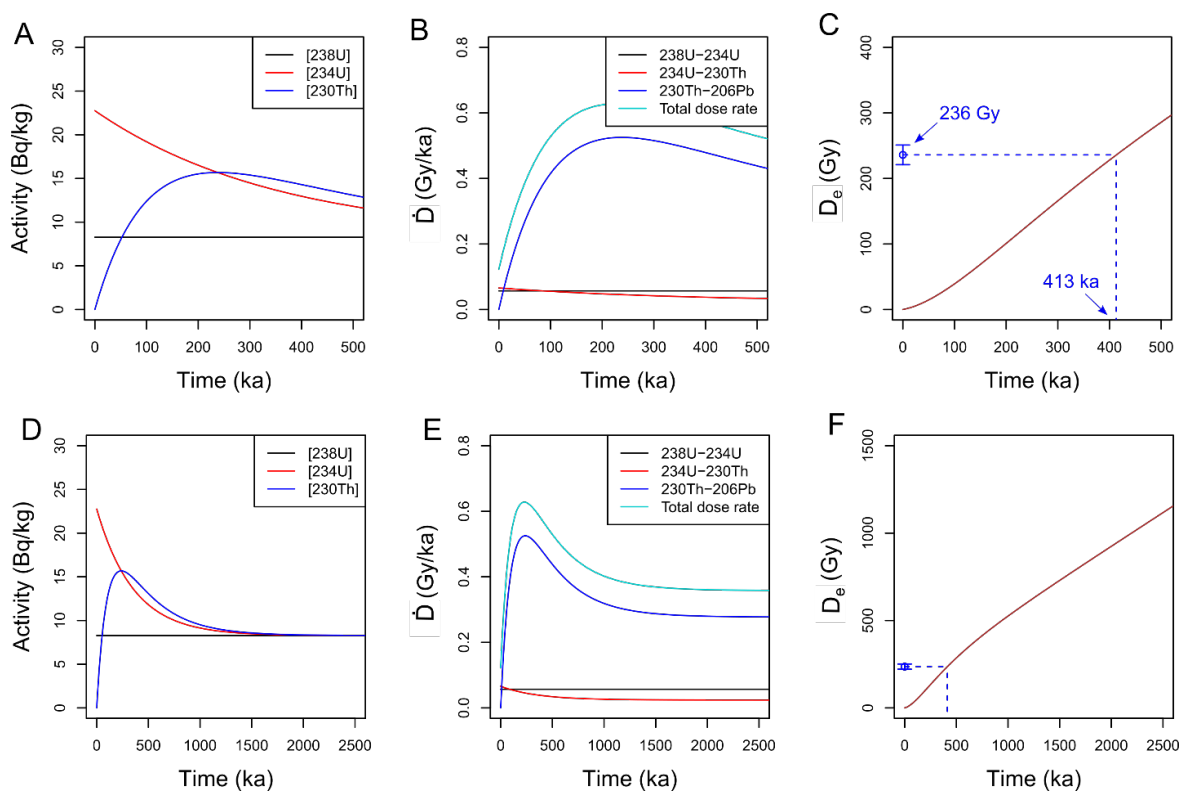 A
Activity (Bq/kg)
30
25
20
15
10
5
0
[238U]
[234U]
[230Th]
0 100 200 300 400 500
Time (ka)
B
Ḋ (Gy/ka)
0.8
0.6
0.4
0.2
0.0
238U−234U
234U−230Th
230Th−206Pb
Total dose rate
0 100 200 300 400 500
Time (ka)
C
De (Gy)
400
300
200
100
0
236 Gy
413 ka
0 100 200 300 400 500
Time (ka)
D
Activity (Bq/kg)
30
25
20
15
10
5
0
[238U]
[234U]
[230Th]
0 500 1000 1500 2000 2500
Time (ka)
E
Ḋ (Gy/ka)
0.8
0.6
0.4
0.2
0.0
238U−234U
234U−230Th
230Th−206Pb
Total dose rate
0 500 1000 1500 2000 2500
Time (ka)
F
De (Gy)
1500
1000
500
0
0 500 1000 1500 2000 2500
Time (ka)